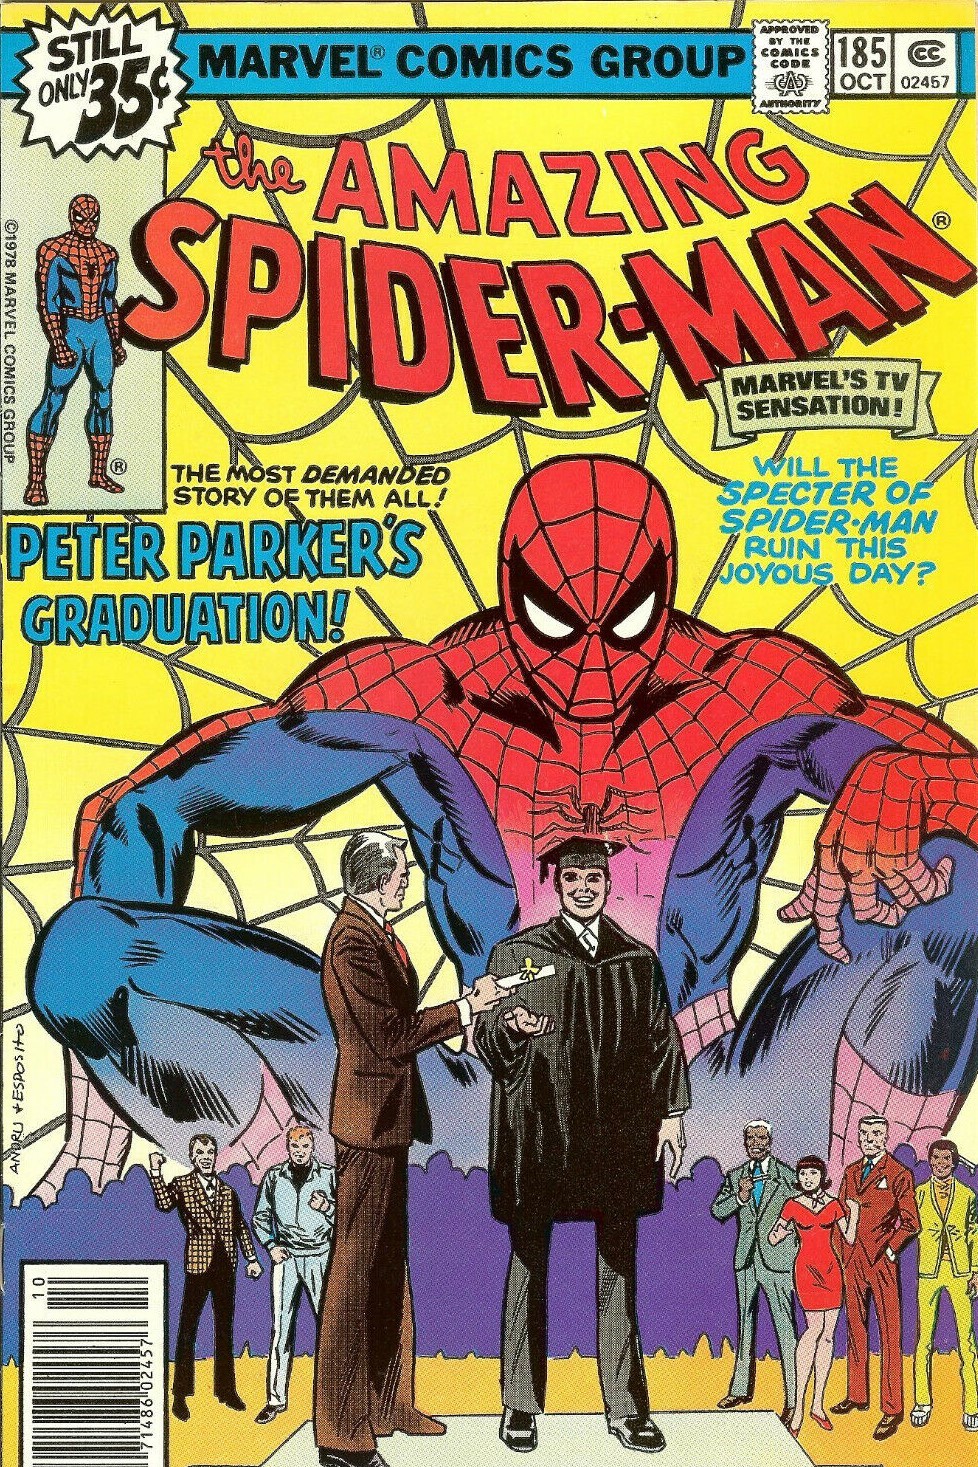 STILL
ONLY 35¢
MARVEL® COMICS GROUP
APPROVED
BY THE
COMICS
CODE
CA
AUTHORITY
185
OCT
CC
02457
the AMAZING
SPIDER-MAN®
©1978 MARVEL COMICS GROUP
®
MARVEL'S TV
SENSATION!
THE MOST DEMANDED
STORY OF THEM ALL!
PETER PARKER'S
GRADUATION!
WILL THE
SPECTER OF
SPIDER-MAN
RUIN THIS
JOYOUS DAY?
ANDRU + ESPOSITO
10
71486 02457